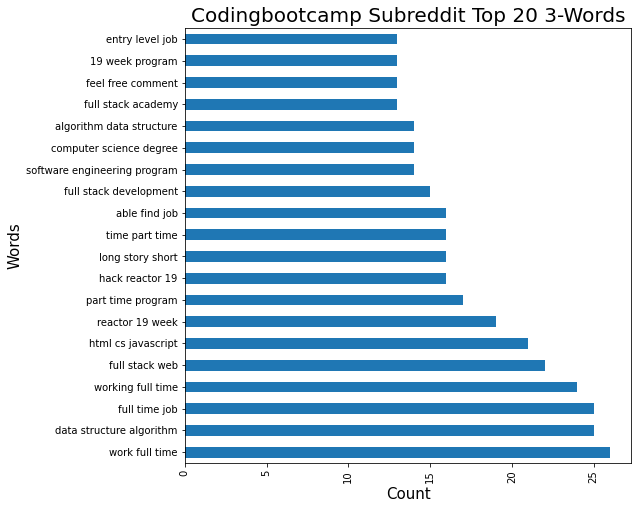 Codingbootcamp Subreddit Top 20 3-Words
entry level job
19 week program
feel free comment
full stack academy
algorithm data structure
computer science degree
software engineering program
full stack development
able find job
time part time
long story short
hack reactor 19
part time program
reactor 19 week
html cs javascript
full stack web
working full time
full time job
data structure algorithm
work full time
Words
0
5
10
15
20
25
Count